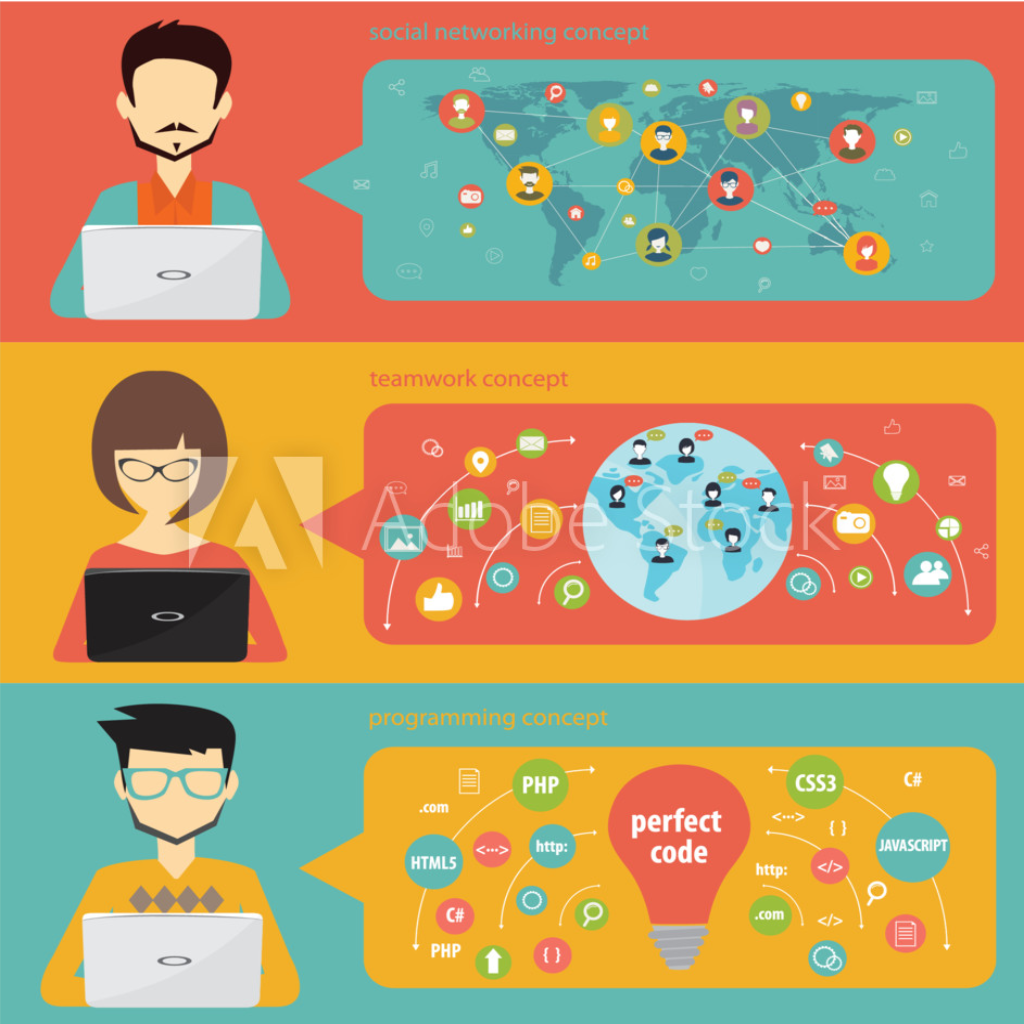 social networking concept
teamwork concept
Adobe Stock
programming concept
PHP
CSS3
C#
.com
<···>
{ }
perfect
code
HTML5
<···>
http:
JAVASCRIPT
</>
http:
C#
.com
</>
PHP
{ }